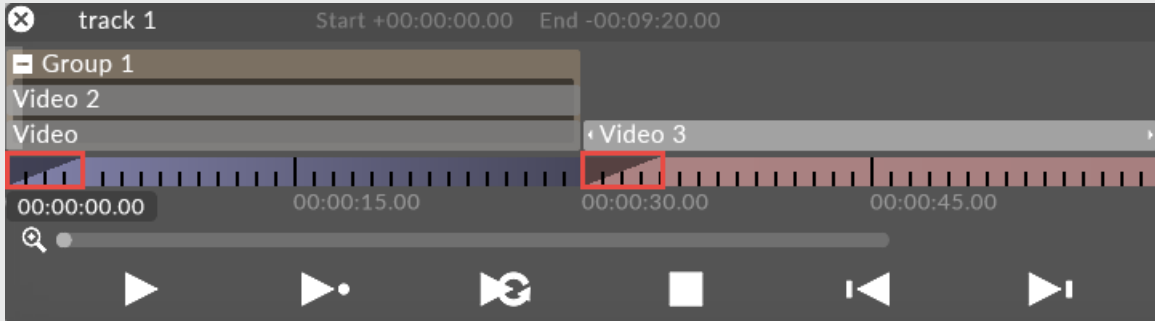 track 1 Start +00:00:00.00 End -00:09:20.00
Group 1
Video 2
Video Video 3
00:00:00.00 00:00:15.00 00:00:30.00 00:00:45.00